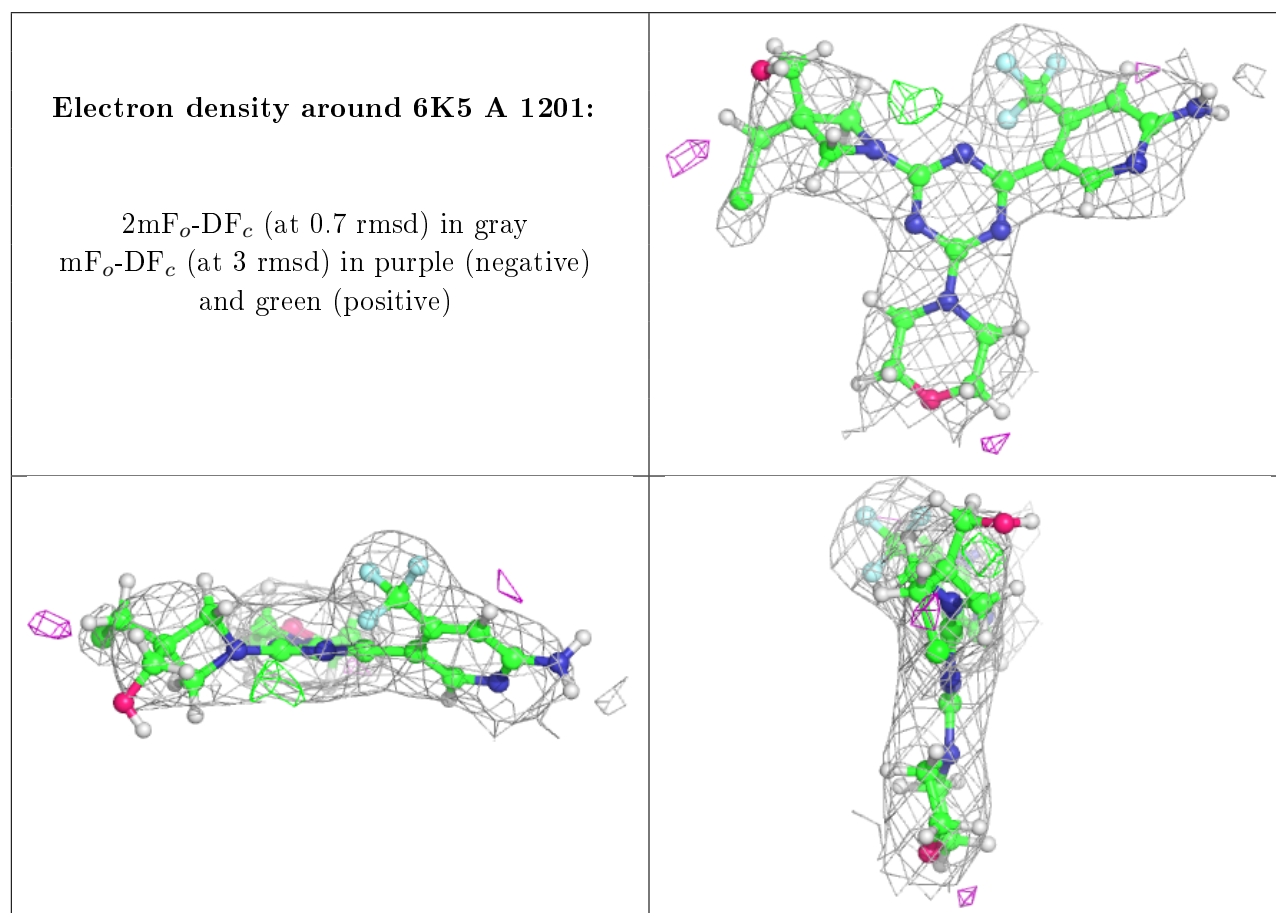 Electron density around 6K5 A 1201:
2mFo-DFc (at 0.7 rmsd) in gray
mFo-DFc (at 3 rmsd) in purple (negative)
and green (positive)